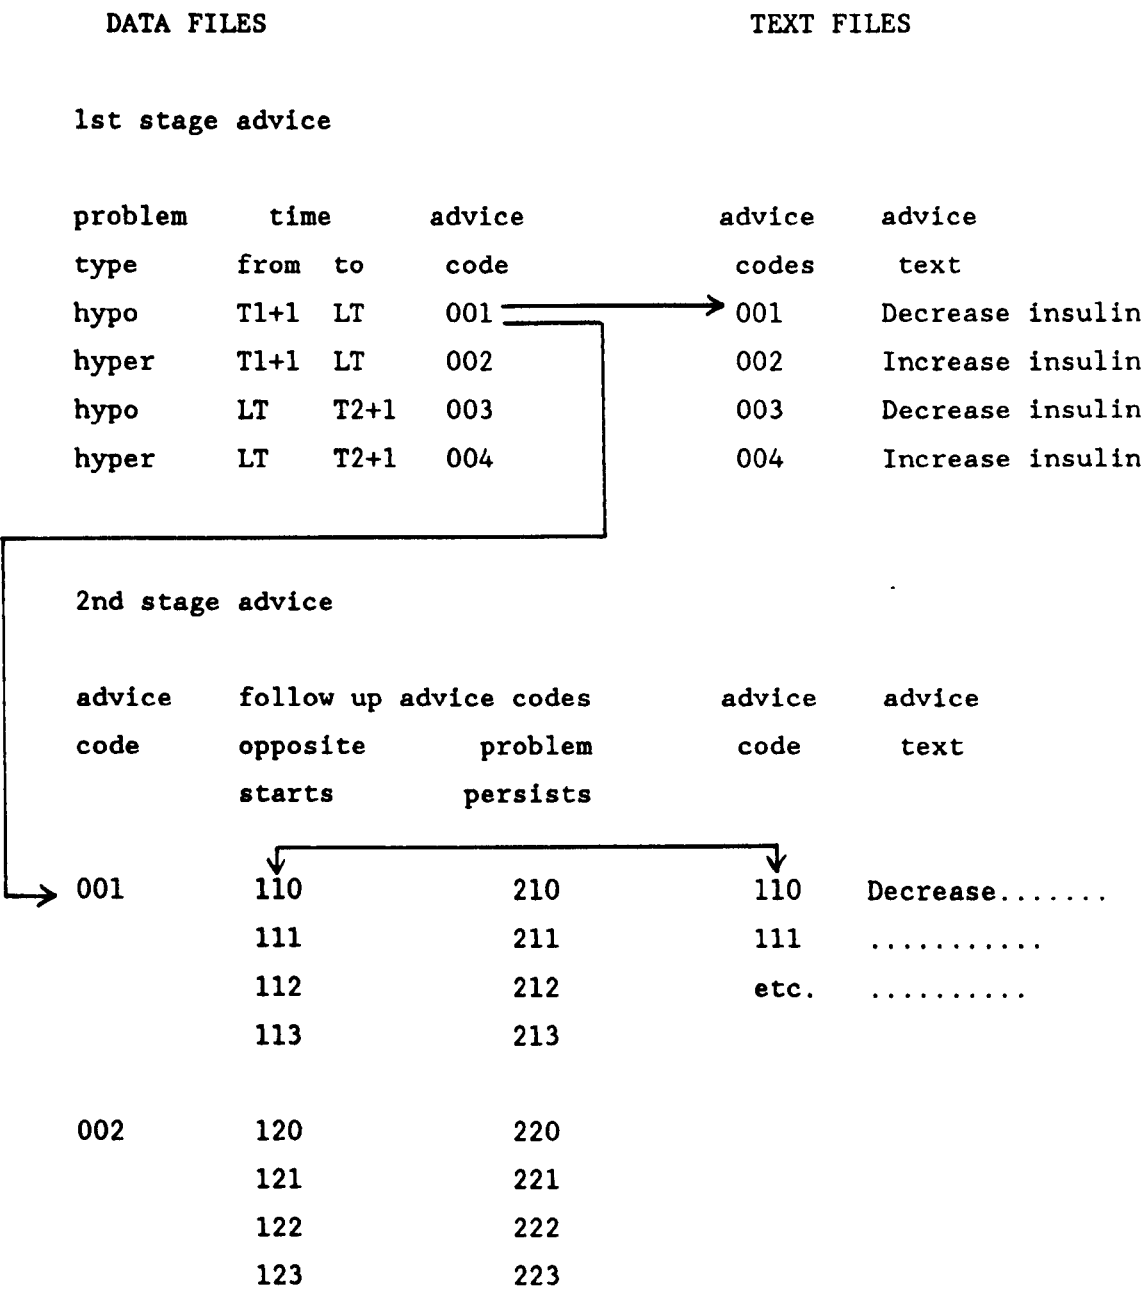 DATA FILES TEXT FILES
1st stage advice
problem time advice advice advice
type from to code codes text
hypo T1+1 LT 001 001 Decrease insulin
hyper T1+1 LT 002 002 Increase insulin
hypo LT T2+1 003 003 Decrease insulin
hyper LT T2+1 004 004 Increase insulin
2nd stage advice
advice follow up advice codes advice advice
code opposite problem code text
starts persists
001 110 210 110 Decrease.......
111 211 111 ...........
112 212 etc. ..........
113 213
002 120 220
121 221
122 222
123 223